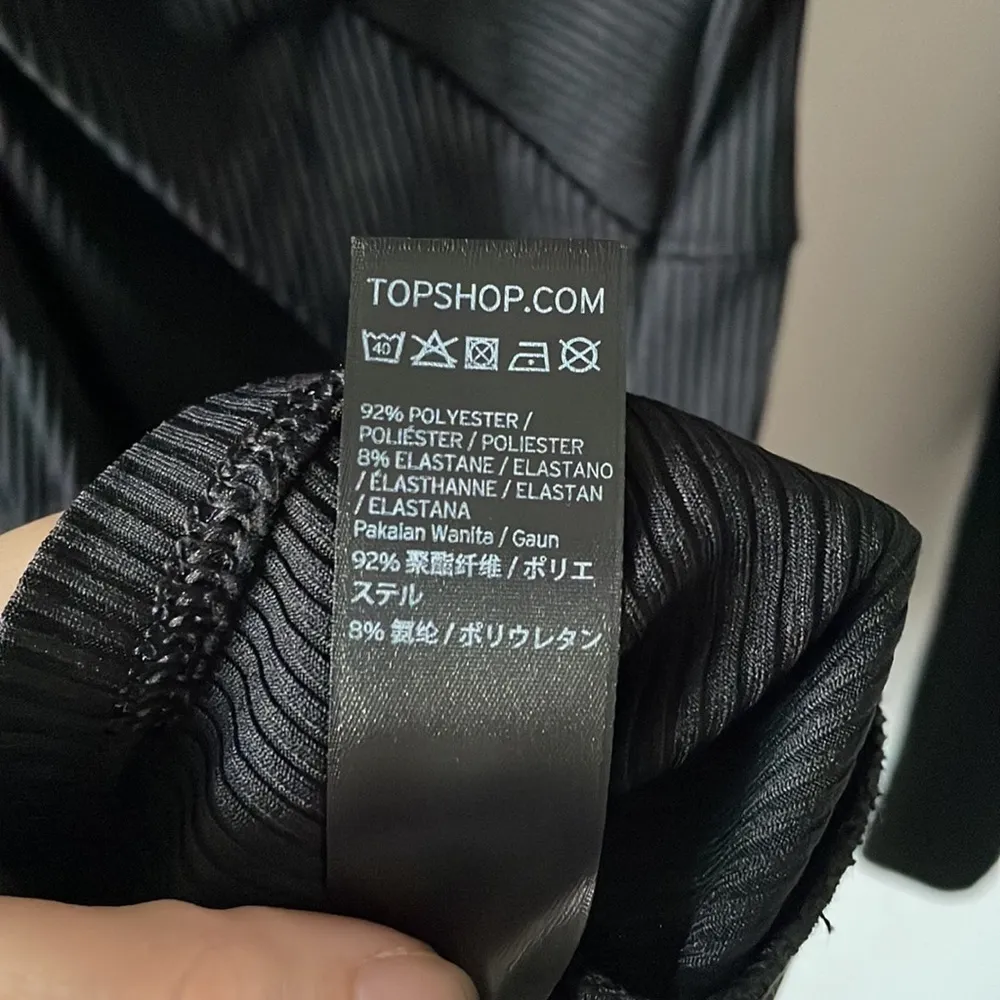 TOPSHOP.COM
40
92% POLYESTER /
POLIÉSTER / POLIESTER
8% ELASTANE / ELASTANO
/ ÉLASTHANNE / ELASTAN
/ ELASTANA
Pakaian Wanita / Gaun
92% 聚酯纤维 / ポリエ
ステル
8% 氨纶 / ポリウレタン